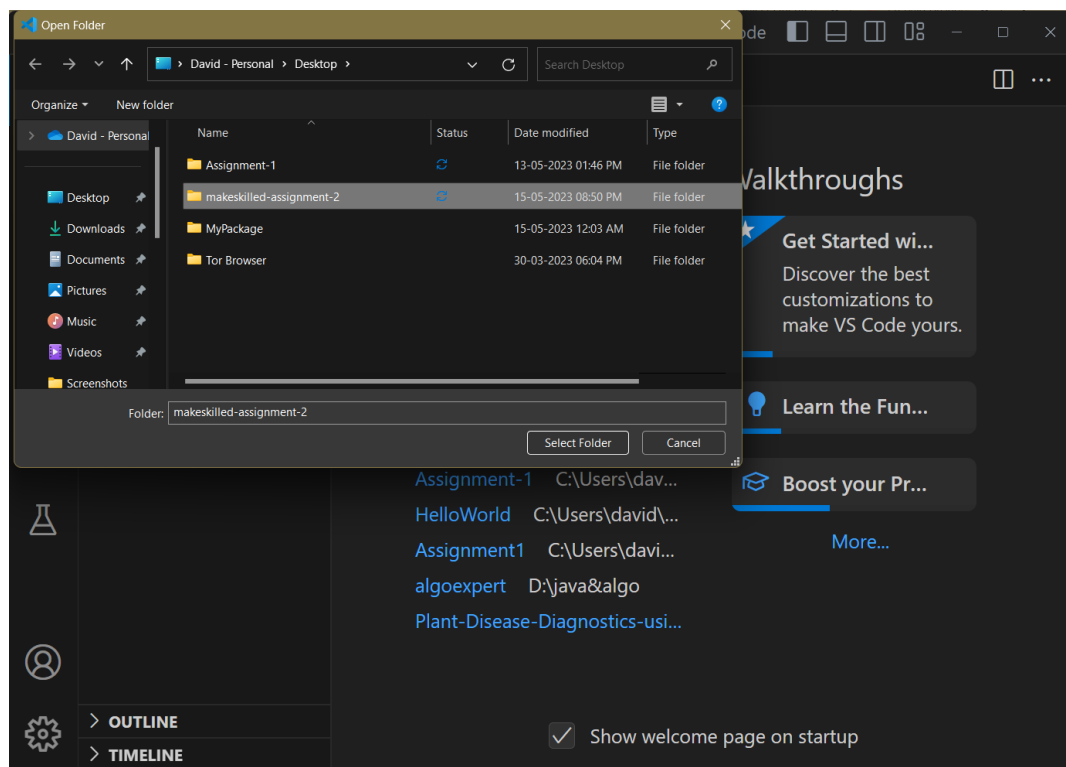 Open Folder
ode
David - Personal > Desktop >
Search Desktop
Organize
New folder
David - Personal
Desktop
Downloads
Documents
Pictures
Music
Videos
Screenshots
Name Status Date modified Type
Assignment-1 13-05-2023 01:46 PM File folder
makeskilled-assignment-2 15-05-2023 08:50 PM File folder
MyPackage 15-05-2023 12:03 AM File folder
Tor Browser 30-03-2023 06:04 PM File folder
Folder: makeskilled-assignment-2
Select Folder
Cancel
Walkthroughs
Get Started wi...
Discover the best
customizations to
make VS Code yours.
Learn the Fun...
Boost your Pr...
More...
Assignment-1 C:\Users\dav...
HelloWorld C:\Users\david\...
Assignment1 C:\Users\davi...
algoexpert D:\java&algo
Plant-Disease-Diagnostics-usi...
Show welcome page on startup
OUTLINE
TIMELINE